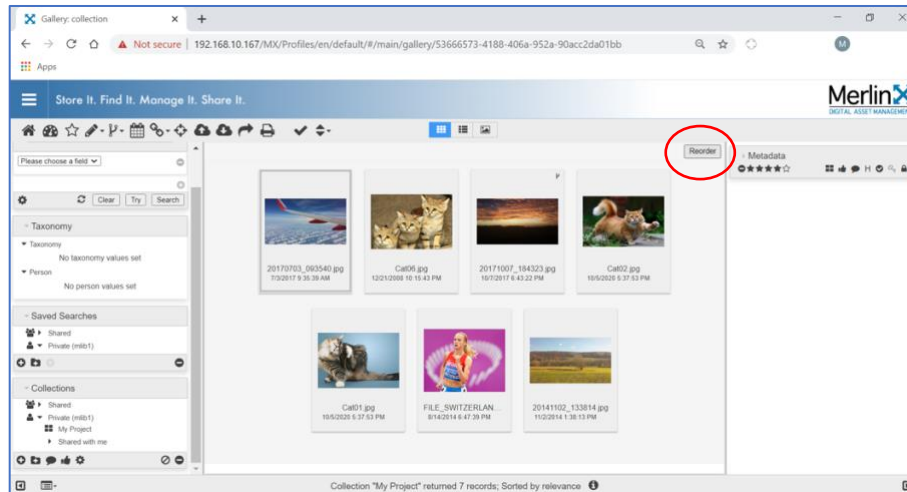 Gallery: collection
Not secure | 192.168.10.167/MX/Profiles/en/default/#/main/gallery/53666573-4188-406a-952a-90acc2da01bb
M
Apps
Store It. Find It. Manage It. Share It.
MerlinX
DIGITAL ASSET MANAGEMEN
Please choose a field
Reorder
Metadata
H
Clear Try Search
Taxonomy
Taxonomy
No taxonomy values set
Person
No person values set
20170703_093540.jpg
7/3/2017 9:35:39 AM
Cat06.jpg
12/21/2008 10:15:43 PM
20171007_184323.jpg
10/7/2017 6:43:22 PM
Cat02.jpg
10/5/2020 5:37:53 PM
Saved Searches
Shared
Private (mlib1)
Collections
Shared
Private (mlib1)
My Project
Shared with me
Cat01.jpg
10/5/2020 5:37:53 PM
FILE_SWITZERLAN...
8/14/2014 6:47:39 PM
20141102_133814.jpg
11/2/2014 1:38:13 PM
Collection "My Project" returned 7 records; Sorted by relevance